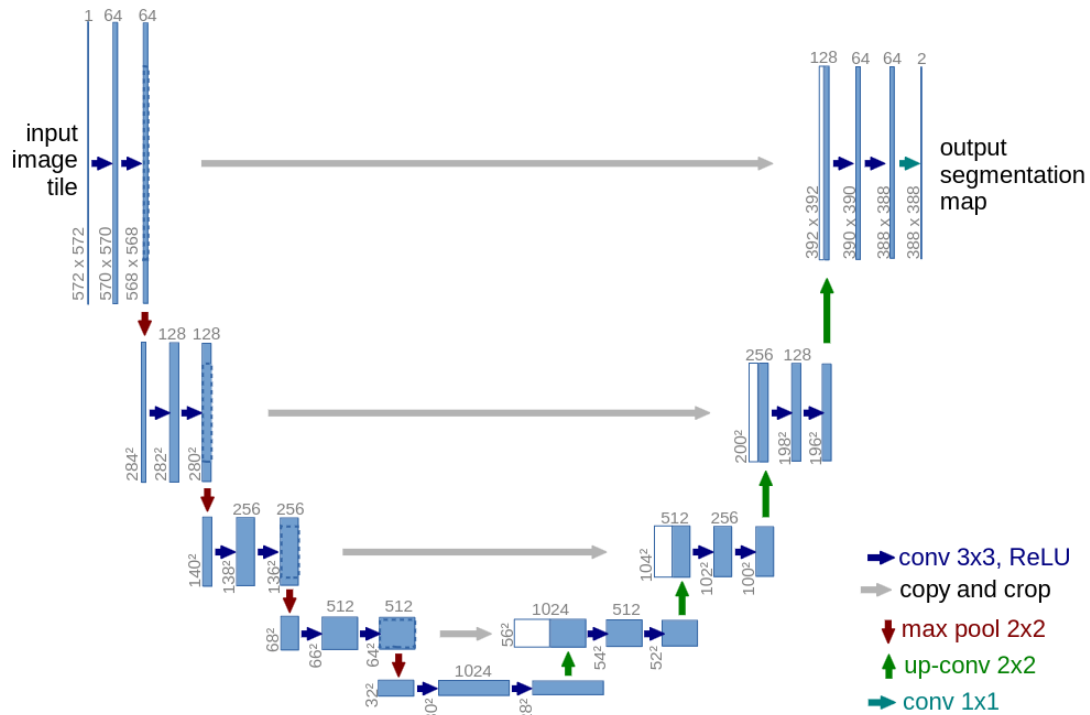 1
64
64
input
image
tile
572 x 572
570 x 570
568 x 568
128
64
64
2
output
segmentation
map
392 x 392
390 x 390
388 x 388
388 x 388
128
128
284²
282²
280²
256
128
200²
198²
196²
256
256
140²
138²
136²
512
256
104²
102²
100²
512
512
68²
66²
64²
1024
512
56²
54²
52²
1024
32²
conv 3x3, ReLU
copy and crop
max pool 2x2
up-conv 2x2
conv 1x1